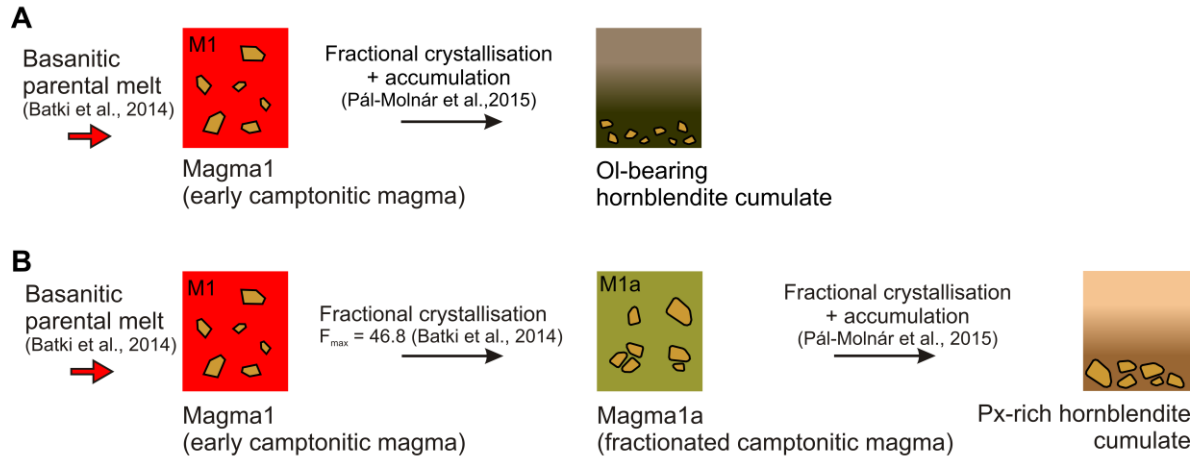 A
Basanitic
parental melt
(Batki et al., 2014)
M1
Magma1
(early camptonitic magma)
Fractional crystallisation
+ accumulation
(Pál-Molnár et al.,2015)
Ol-bearing
hornblendite cumulate
B
Basanitic
parental melt
(Batki et al., 2014)
M1
Magma1
(early camptonitic magma)
Fractional crystallisation
Fmax = 46.8 (Batki et al., 2014)
M1a
Magma1a
(fractionated camptonitic magma)
Fractional crystallisation
+ accumulation
(Pál-Molnár et al., 2015)
Px-rich hornblendite
cumulate